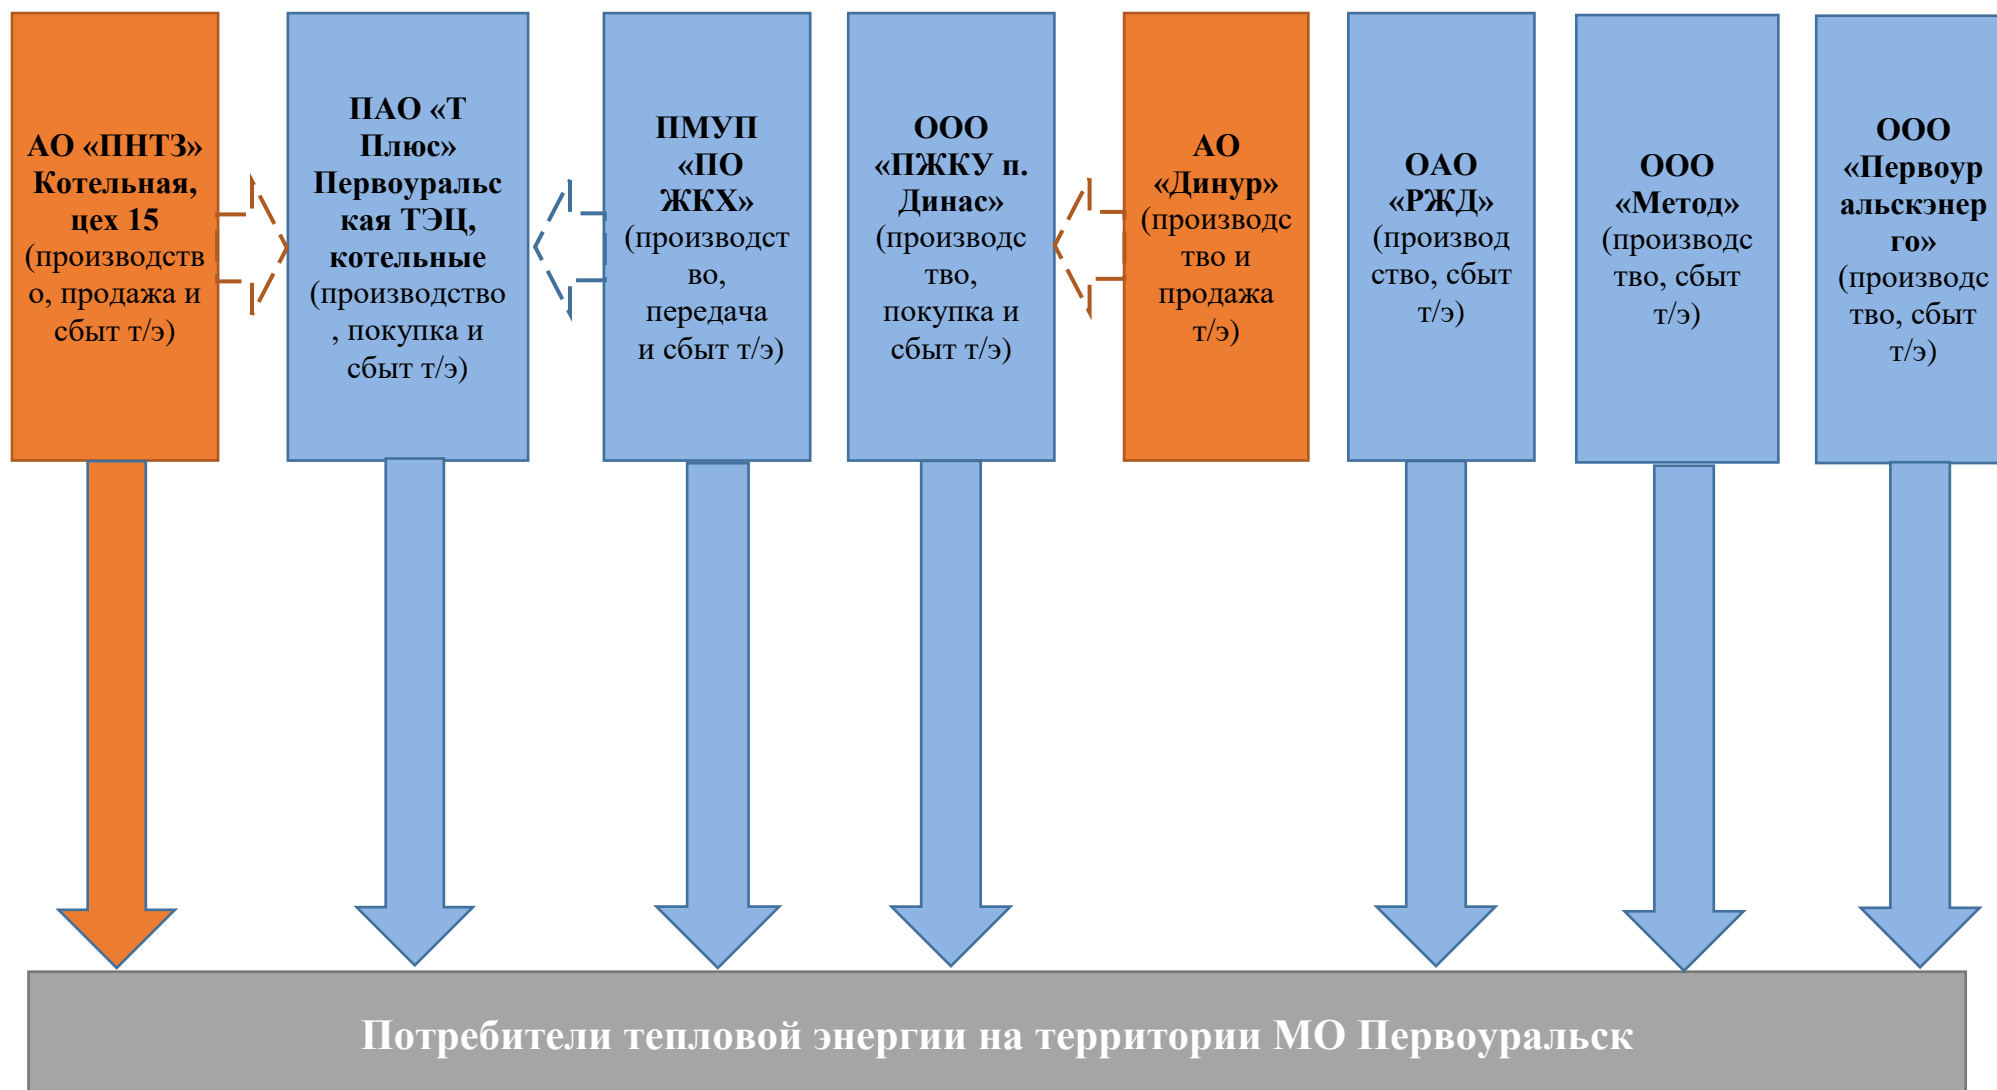 АО «ПНТЗ»
Котельная,
цех 15
(производств
о, продажа и
сбыт т/э)
ПАО «Т
Плюс»
Первоуральс
кая ТЭЦ,
котельные
(производство
, покупка и
сбыт т/э)
ПМУП
«ПО
ЖКХ»
(производст
во,
передача
и сбыт т/э)
ООО
«ПЖКУ п.
Динас»
(производс
тво,
покупка и
сбыт т/э)
АО
«Динур»
(производс
тво и
продажа
т/э)
ОАО
«РЖД»
(производ
ство, сбыт
т/э)
ООО
«Метод»
(производс
тво, сбыт
т/э)
ООО
«Первоур
альскэнер
го»
(производс
тво, сбыт
т/э)
Потребители тепловой энергии на территории МО Первоуральск